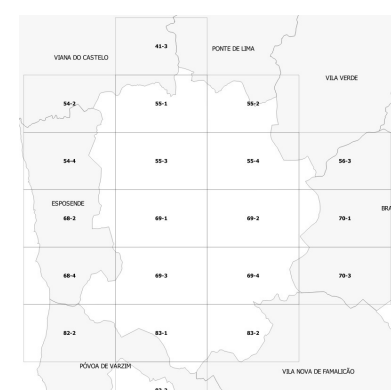 41-3
PONTE DE LIMA
VIANA DO CASTELO
VILA VERDE
54-2 55-1 55-2
54-4 55-3 55-4 56-3
ESPOSENDE
BRA
68-2 69-1 69-2 70-1
68-4 69-3 69-4 70-3
82-2 83-1 83-2
PÓVOA DE VARZIM
VILA NOVA DE FAMALICÃO